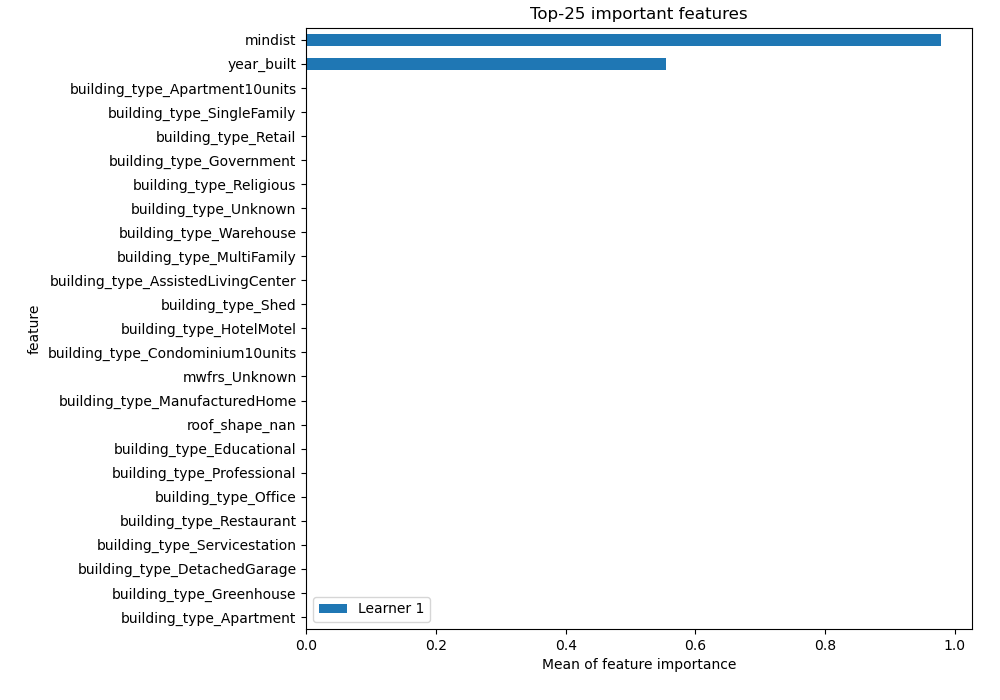 Top-25 important features
mindist
year_built
building_type_Apartment10units
building_type_SingleFamily
building_type_Retail
building_type_Government
building_type_Religious
building_type_Unknown
building_type_Warehouse
building_type_MultiFamily
building_type_AssistedLivingCenter
building_type_Shed
building_type_HotelMotel
building_type_Condominium10units
mwfrs_Unknown
building_type_ManufacturedHome
roof_shape_nan
building_type_Educational
building_type_Professional
building_type_Office
building_type_Restaurant
building_type_Servicestation
building_type_DetachedGarage
building_type_Greenhouse
building_type_Apartment
feature
Learner 1
0.0 0.2 0.4 0.6 0.8 1.0
Mean of feature importance